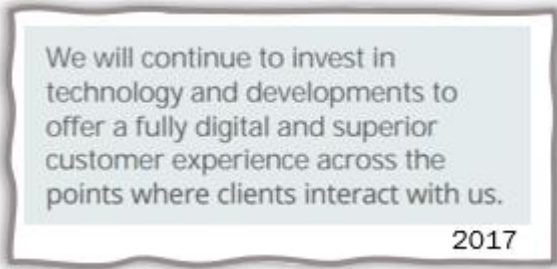 We will continue to invest in
technology and developments to
offer a fully digital and superior
customer experience across the
points where clients interact with us.
2017